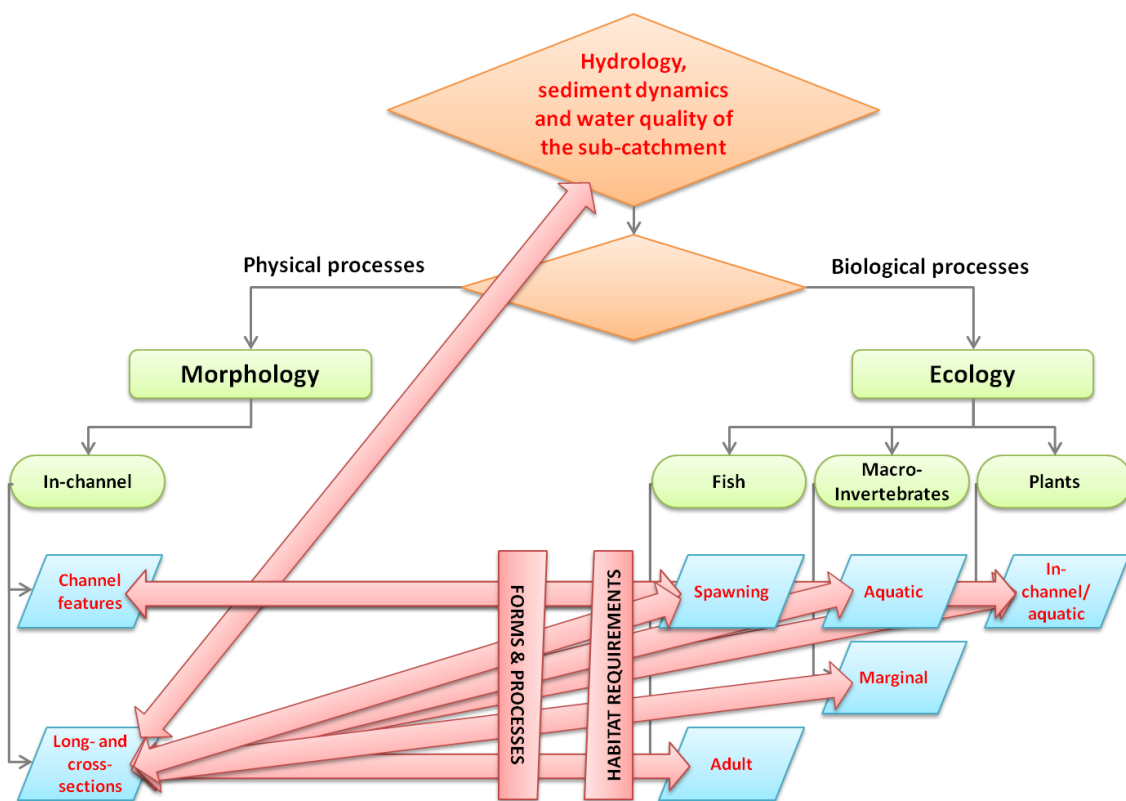 Hydrology,
sediment dynamics
and water quality of
the sub-catchment
Physical processes
Biological processes
Morphology
Ecology
In-channel
Fish
Macro-
Invertebrates
Plants
Channel
features
FORMS & PROCESSES
HABITAT REQUIREMENTS
Spawning
Aquatic
In-
channel/
aquatic
Marginal
Long- and
cross-
sections
Adult